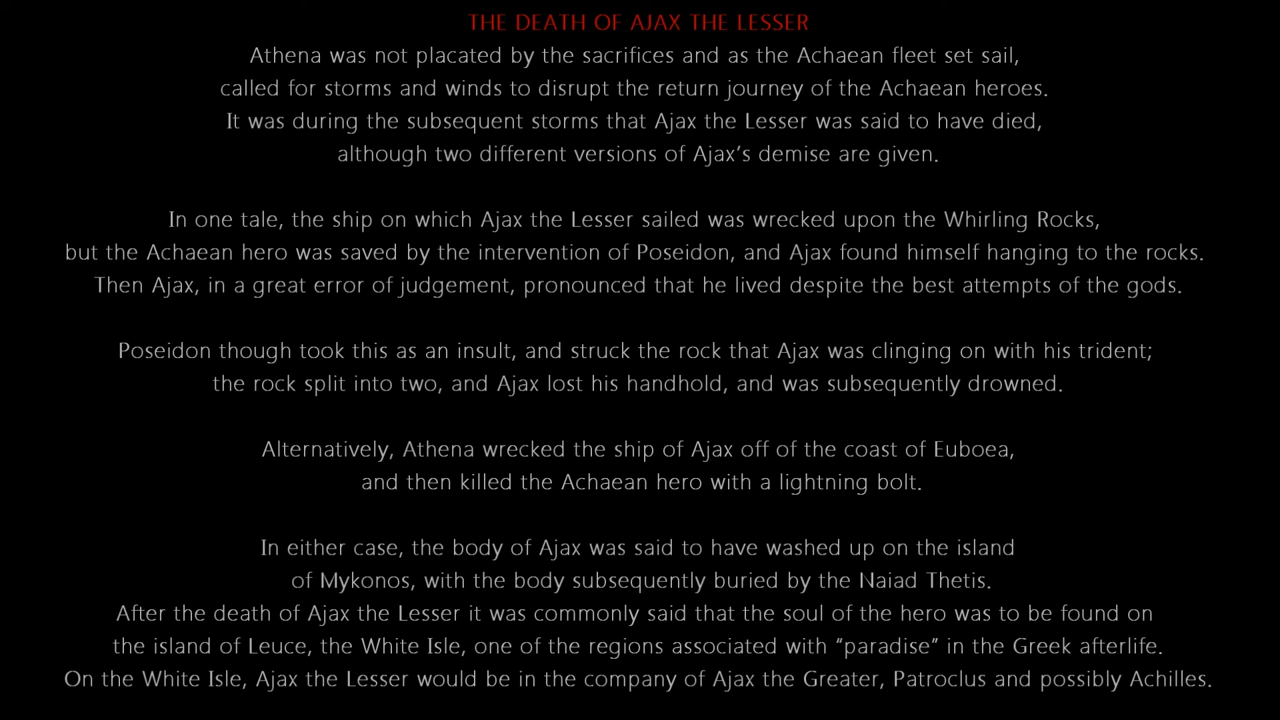 THE DEATH OF AJAX THE LESSER
Athena was not placated by the sacrifices and as the Achaean fleet set sail,
called for storms and winds to disrupt the return journey of the Achaean heroes.
It was during the subsequent storms that Ajax the Lesser was said to have died,
although two different versions of Ajax's demise are given.
In one tale, the ship on which Ajax the Lesser sailed was wrecked upon the Whirling Rocks,
but the Achaean hero was saved by the intervention of Poseidon, and Ajax found himself hanging to the rocks.
Then Ajax, in a great error of judgement, pronounced that he lived despite the best attempts of the gods.
Poseidon though took this as an insult, and struck the rock that Ajax was clinging on with his trident;
the rock split into two, and Ajax lost his handhold, and was subsequently drowned.
Alternatively, Athena wrecked the ship of Ajax off of the coast of Euboea,
and then killed the Achaean hero with a lightning bolt.
In either case, the body of Ajax was said to have washed up on the island
of Mykonos, with the body subsequently buried by the Naiad Thetis.
After the death of Ajax the Lesser it was commonly said that the soul of the hero was to be found on
the island of Leuce, the White Isle, one of the regions associated with “paradise” in the Greek afterlife.
On the White Isle, Ajax the Lesser would be in the company of Ajax the Greater, Patroclus and possibly Achilles.